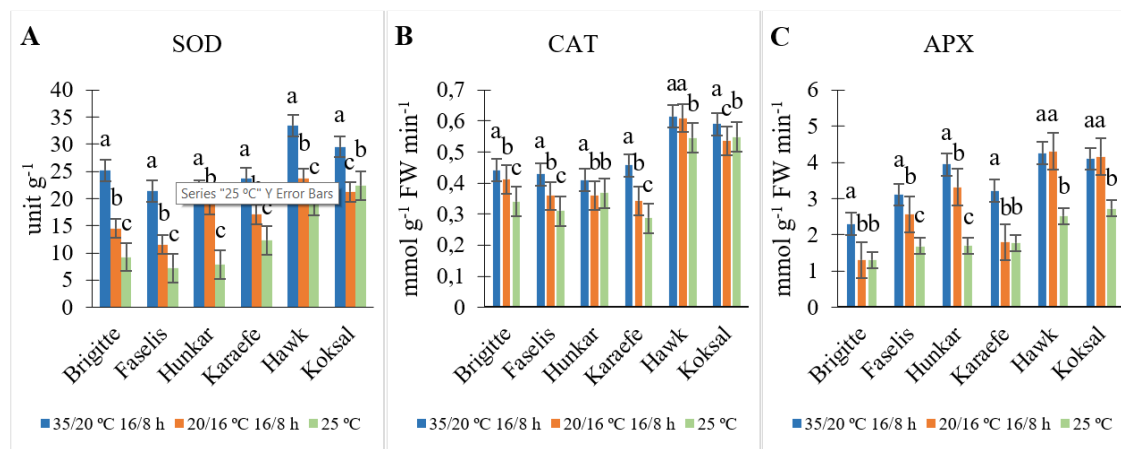 A
SOD
unit g⁻¹
40
35
30
25
20
15
10
5
0
a b c
a b c
a c
a b c
a b c
a c b
Series "25 ºC" Y Error Bars
Brigitte
Faselis
Hunkar
Karaefe
Hawk
Koksal
35/20 ºC 16/8 h 20/16 ºC 16/8 h 25 ºC
B
CAT
mmol g⁻¹ FW min⁻¹
0,7
0,6
0,5
0,4
0,3
0,2
0,1
0
a b c
a b c
a bb
a b c
aa b
a c b
Brigitte
Faselis
Hunkar
Karaefe
Hawk
Koksal
35/20 ºC 16/8 h 20/16 ºC 16/8 h 25 ºC
C
APX
mmol g⁻¹ FW min⁻¹
6
5
4
3
2
1
0
a bb
a b c
a b c
a bb
aa b
aa b
Brigitte
Faselis
Hunkar
Karaefe
Hawk
Koksal
35/20 ºC 16/8 h 20/16 ºC 16/8 h 25 ºC